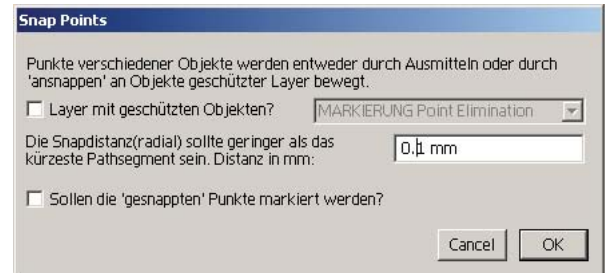 Snap Points
Punkte verschiedener Objekte werden entweder durch Ausmitteln oder durch
'ansnappen' an Objekte geschützter Layer bewegt.
Layer mit geschützten Objekten? MARKIERUNG Point Elimination
Die Snapdistanz(radial) sollte geringer als das
kürzeste Pathsegment sein. Distanz in mm: 0.1 mm
Sollen die 'gesnappten' Punkte markiert werden?
Cancel OK